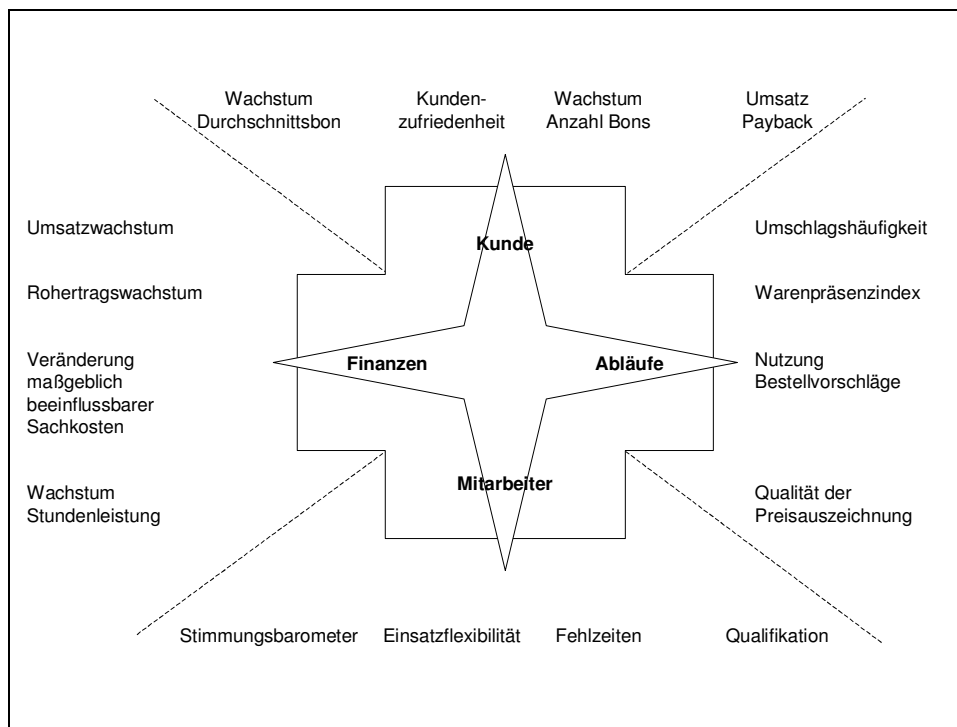 Wachstum
Durchschnittsbon
Kunden-
zufriedenheit
Wachstum
Anzahl Bons
Umsatz
Payback
Umsatzwachstum
Rohertragswachstum
Veränderung
maßgeblich
beeinflussbarer
Sachkosten
Wachstum
Stundenleistung
Kunde
Finanzen
Abläufe
Mitarbeiter
Umschlagshäufigkeit
Warenpräsenzindex
Nutzung
Bestellvorschläge
Qualität der
Preisauszeichnung
Stimmungsbarometer
Einsatzflexibilität
Fehlzeiten
Qualifikation